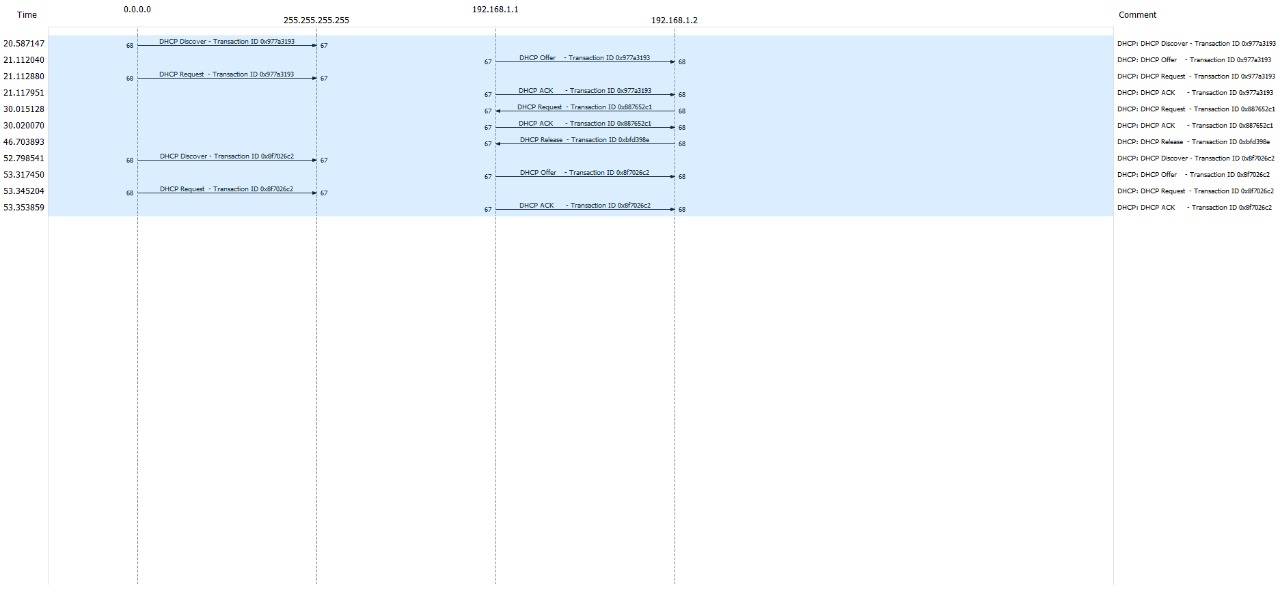 Time 0.0.0.0 255.255.255.255 192.168.1.1 192.168.1.2 Comment
20.587147 68 DHCP Discover - Transaction ID 0x977a3193 67 DHCP: DHCP Discover - Transaction ID 0x977a3193
21.112040 67 DHCP Offer - Transaction ID 0x977a3193 68 DHCP: DHCP Offer - Transaction ID 0x977a3193
21.112880 68 DHCP Request - Transaction ID 0x977a3193 67 DHCP: DHCP Request - Transaction ID 0x977a3193
21.117951 67 DHCP ACK - Transaction ID 0x977a3193 68 DHCP: DHCP ACK - Transaction ID 0x977a3193
30.015128 67 DHCP Request - Transaction ID 0x887652c1 68 DHCP: DHCP Request - Transaction ID 0x887652c1
30.020070 67 DHCP ACK - Transaction ID 0x887652c1 68 DHCP: DHCP ACK - Transaction ID 0x887652c1
46.703893 67 DHCP Release - Transaction ID 0xbfd398e 68 DHCP: DHCP Release - Transaction ID 0xbfd398e
52.798541 68 DHCP Discover - Transaction ID 0x8f7026c2 67 DHCP: DHCP Discover - Transaction ID 0x8f7026c2
53.317450 67 DHCP Offer - Transaction ID 0x8f7026c2 68 DHCP: DHCP Offer - Transaction ID 0x8f7026c2
53.345204 68 DHCP Request - Transaction ID 0x8f7026c2 67 DHCP: DHCP Request - Transaction ID 0x8f7026c2
53.353859 67 DHCP ACK - Transaction ID 0x8f7026c2 68 DHCP: DHCP ACK - Transaction ID 0x8f7026c2